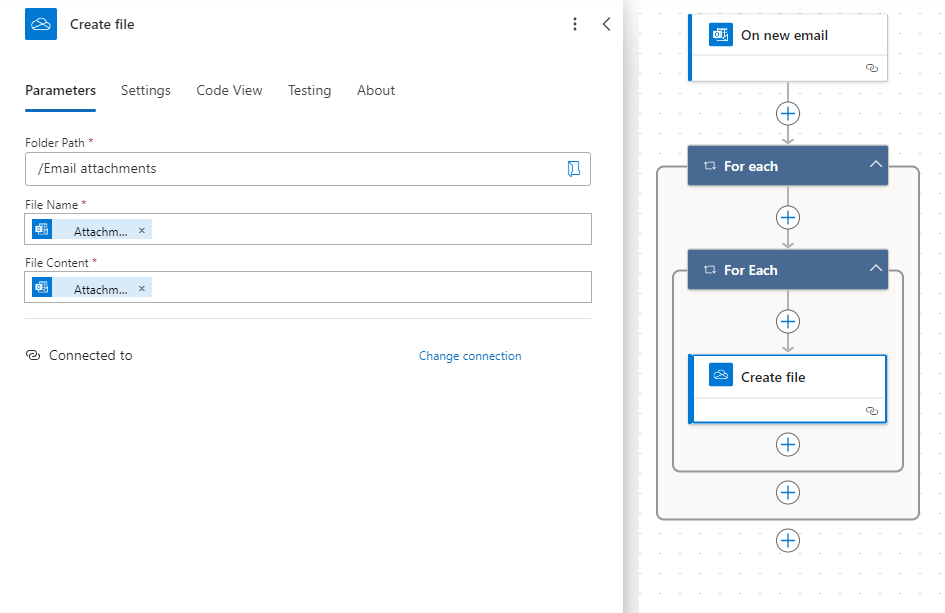 Create file
Parameters Settings Code View Testing About
Folder Path *
/Email attachments
File Name *
Attachm... ×
File Content *
Attachm... ×
Connected to Change connection
On new email
For each
For Each
Create file